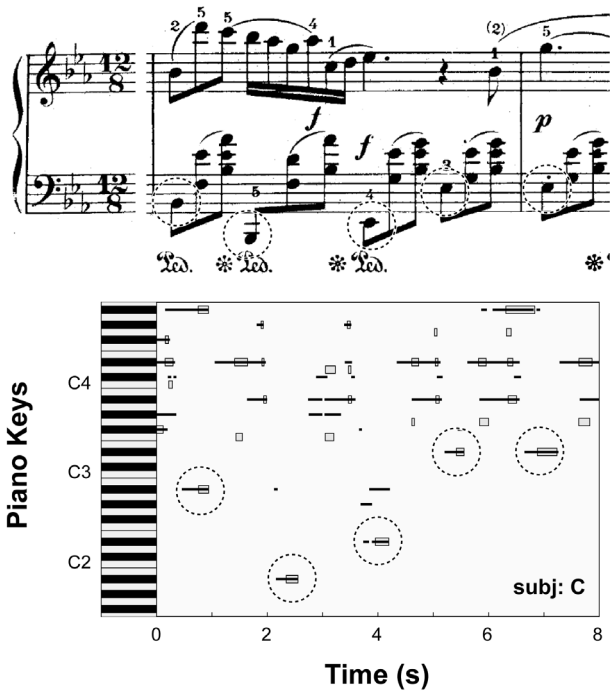 2 5 5 4 1 (2) 1 5
12 8
f f p
12 8
5 4 3
Ped. * Ped. * Ped. *
C4
C3
C2
Piano Keys
subj: C
0 2 4 6 8
Time (s)